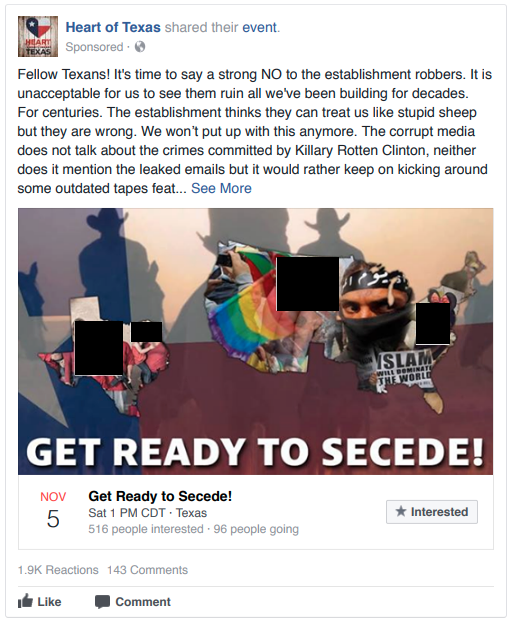 Heart of Texas shared their event.
Sponsored ·
Fellow Texans! It's time to say a strong NO to the establishment robbers. It is
unacceptable for us to see them ruin all we've been building for decades.
For centuries. The establishment thinks they can treat us like stupid sheep
but they are wrong. We won't put up with this anymore. The corrupt media
does not talk about the crimes committed by Killary Rotten Clinton, neither
does it mention the leaked emails but it would rather keep on kicking around
some outdated tapes feat... See More
HEART
TEXAS
ISLAM
WILL DOMINATE
THE WORLD
GET READY TO SECEDE!
NOV
5
Get Ready to Secede!
Sat 1 PM CDT · Texas
516 people interested · 96 people going
Interested
1.9K Reactions 143 Comments
Like Comment